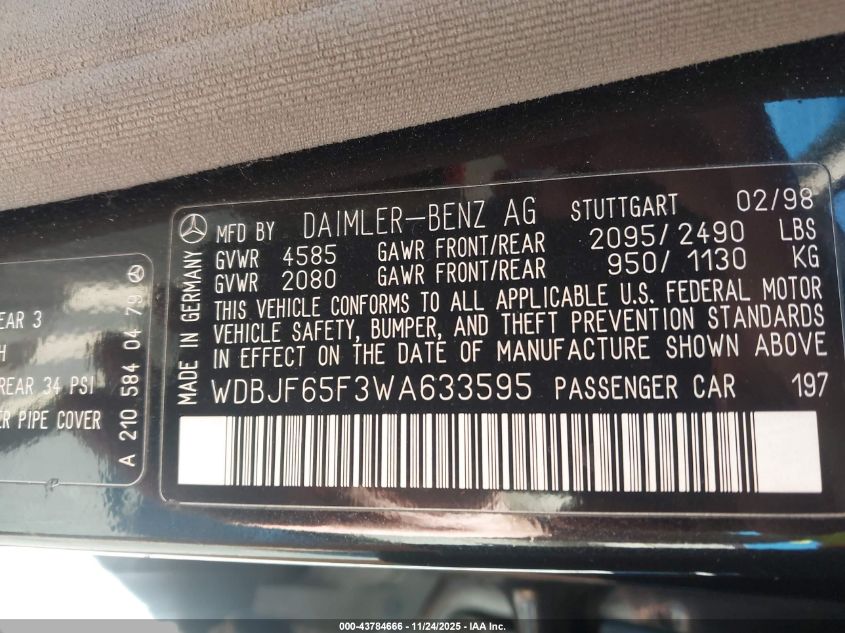 MFD BY DAIMLER-BENZ AG STUTTGART 02/98
GVWR 4585 GAWR FRONT/REAR 2095/2490 LBS
GVWR 2080 GAWR FRONT/REAR 950/1130 KG
THIS VEHICLE CONFORMS TO ALL APPLICABLE U.S. FEDERAL MOTOR
VEHICLE SAFETY, BUMPER, AND THEFT PREVENTION STANDARDS
IN EFFECT ON THE DATE OF MANUFACTURE SHOWN ABOVE
WDBJF65F3WA633595 PASSENGER CAR 197
MADE IN GERMANY
EAR 3
H
REAR 34 PSI
ER PIPE COVER
A 210 584 04 79
000-43784666 - 11/24/2025 - IAA Inc.